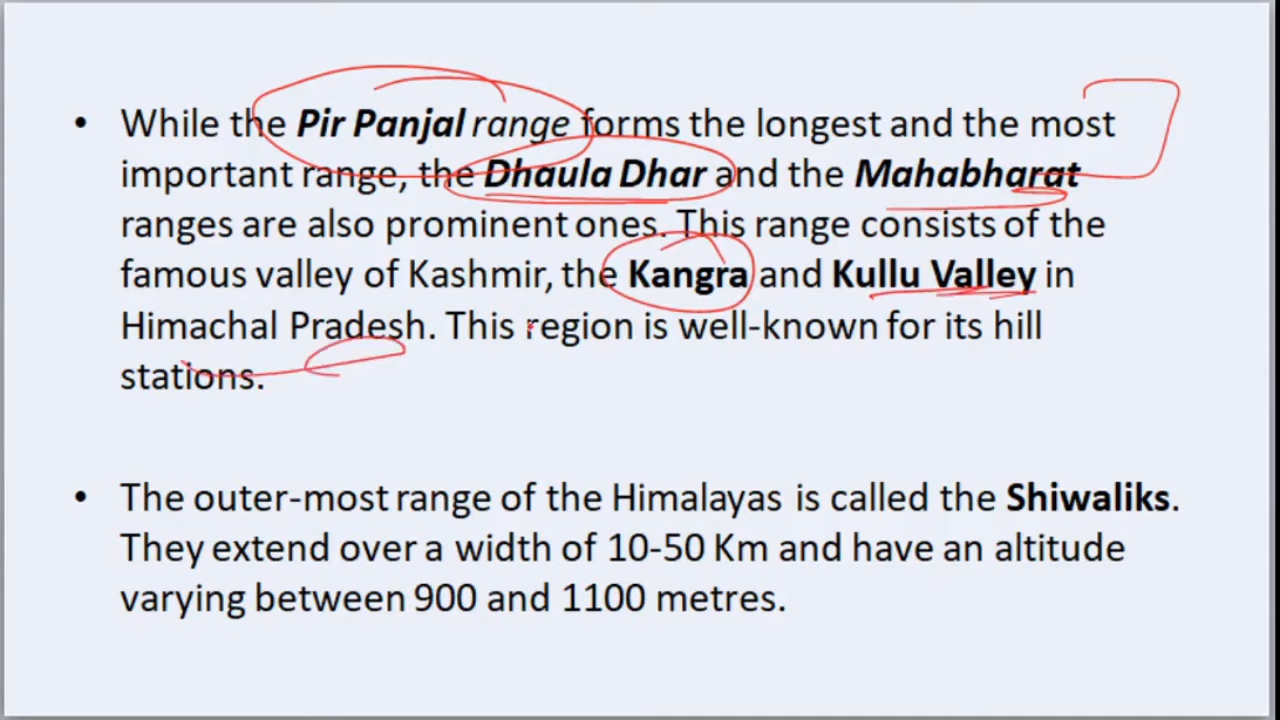 • While the Pir Panjal range forms the longest and the most
important range, the Dhaula Dhar and the Mahabharat
ranges are also prominent ones. This range consists of the
famous valley of Kashmir, the Kangra and Kullu Valley in
Himachal Pradesh. This region is well-known for its hill
stations.
• The outer-most range of the Himalayas is called the Shiwaliks.
They extend over a width of 10-50 Km and have an altitude
varying between 900 and 1100 metres.